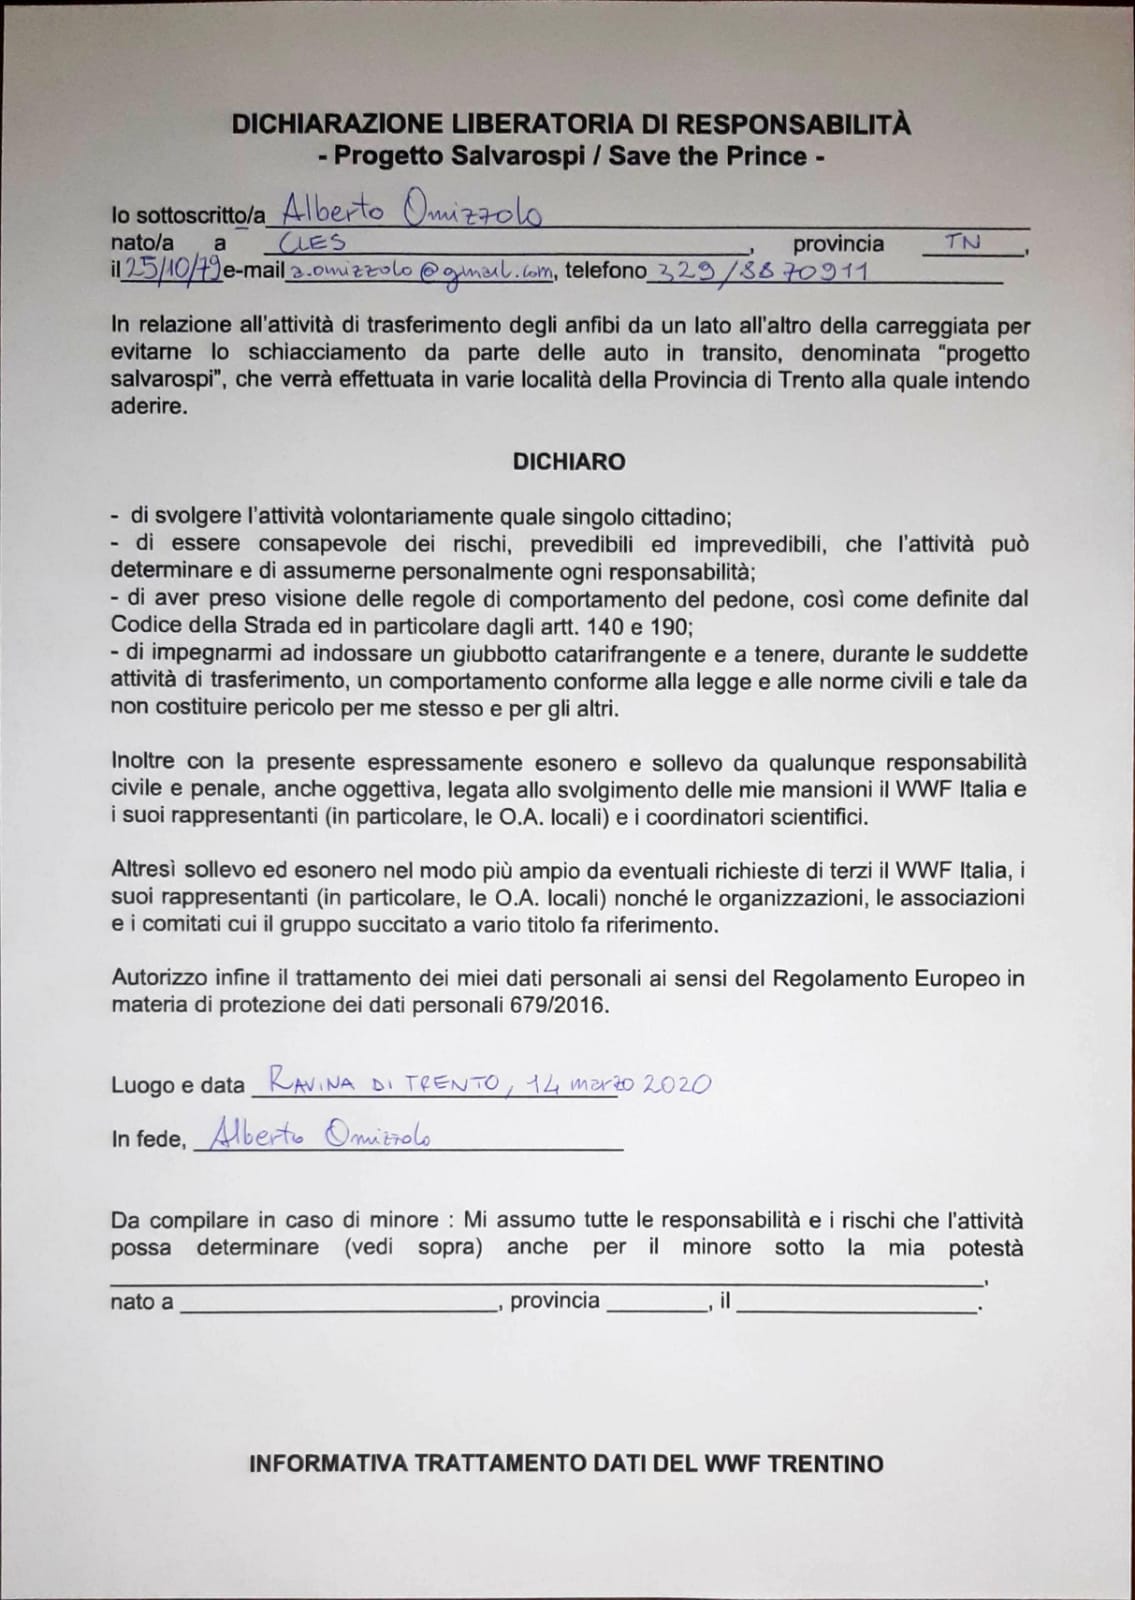 DICHIARAZIONE LIBERATORIA DI RESPONSABILITÀ
- Progetto Salvarospi / Save the Prince -
Io sottoscritto/a Alberto Omizzolo
nato/a a CLES, provincia TN,
il 25/10/79 e-mail a.omizzolo@gmail.com, telefono 329/8870911
In relazione all'attività di trasferimento degli anfibi da un lato all'altro della carreggiata per
evitarne lo schiacciamento da parte delle auto in transito, denominata "progetto
salvarospi", che verrà effettuata in varie località della Provincia di Trento alla quale intendo
aderire.
DICHIARO
- di svolgere l'attività volontariamente quale singolo cittadino;
- di essere consapevole dei rischi, prevedibili ed imprevedibili, che l'attività può
determinare e di assumerne personalmente ogni responsabilità;
- di aver preso visione delle regole di comportamento del pedone, così come definite dal
Codice della Strada ed in particolare dagli artt. 140 e 190;
- di impegnarmi ad indossare un giubbotto catarifrangente e a tenere, durante le suddette
attività di trasferimento, un comportamento conforme alla legge e alle norme civili e tale da
non costituire pericolo per me stesso e per gli altri.
Inoltre con la presente espressamente esonero e sollevo da qualunque responsabilità
civile e penale, anche oggettiva, legata allo svolgimento delle mie mansioni il WWF Italia e
i suoi rappresentanti (in particolare, le O.A. locali) e i coordinatori scientifici.
Altresì sollevo ed esonero nel modo più ampio da eventuali richieste di terzi il WWF Italia, i
suoi rappresentanti (in particolare, le O.A. locali) nonché le organizzazioni, le associazioni
e i comitati cui il gruppo succitato a vario titolo fa riferimento.
Autorizzo infine il trattamento dei miei dati personali ai sensi del Regolamento Europeo in
materia di protezione dei dati personali 679/2016.
Luogo e data RAVINA DI TRENTO, 14 marzo 2020
In fede, Alberto Omizzolo
Da compilare in caso di minore : Mi assumo tutte le responsabilità e i rischi che l'attività
possa determinare (vedi sopra) anche per il minore sotto la mia potestà
,
nato a , provincia , il .
INFORMATIVA TRATTAMENTO DATI DEL WWF TRENTINO